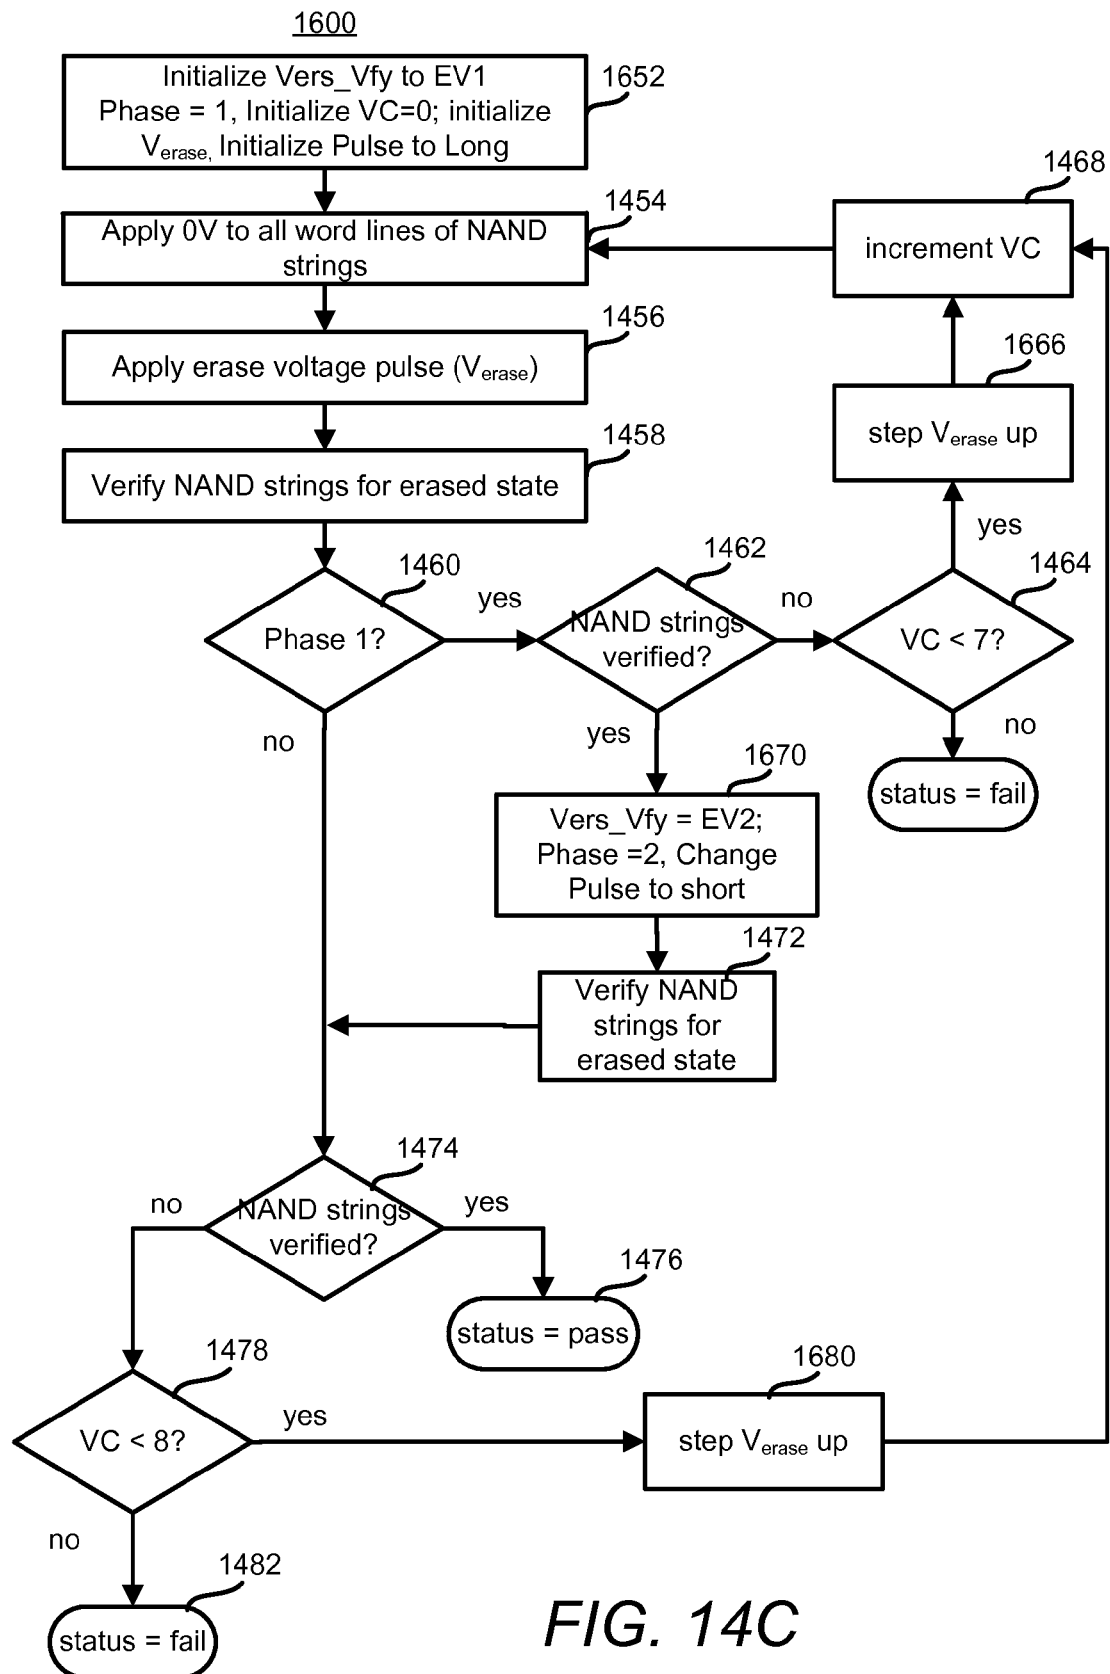 1600
Initialize Vers_Vfy to EV1
Phase = 1, Initialize VC=0; initialize
Verase, Initialize Pulse to Long
1652
1468
increment VC
1454
Apply 0V to all word lines of NAND
strings
1456
Apply erase voltage pulse (Verase)
1666
step Verase up
1458
Verify NAND strings for erased state
yes
1460
Phase 1?
yes
1462
NAND strings
verified?
no
1464
VC < 7?
no
yes
no
status = fail
1670
Vers_Vfy = EV2;
Phase =2, Change
Pulse to short
1472
Verify NAND
strings for
erased state
1474
NAND strings
verified?
no
yes
1476
status = pass
1478
VC < 8?
yes
1680
step Verase up
no
1482
status = fail
FIG. 14C